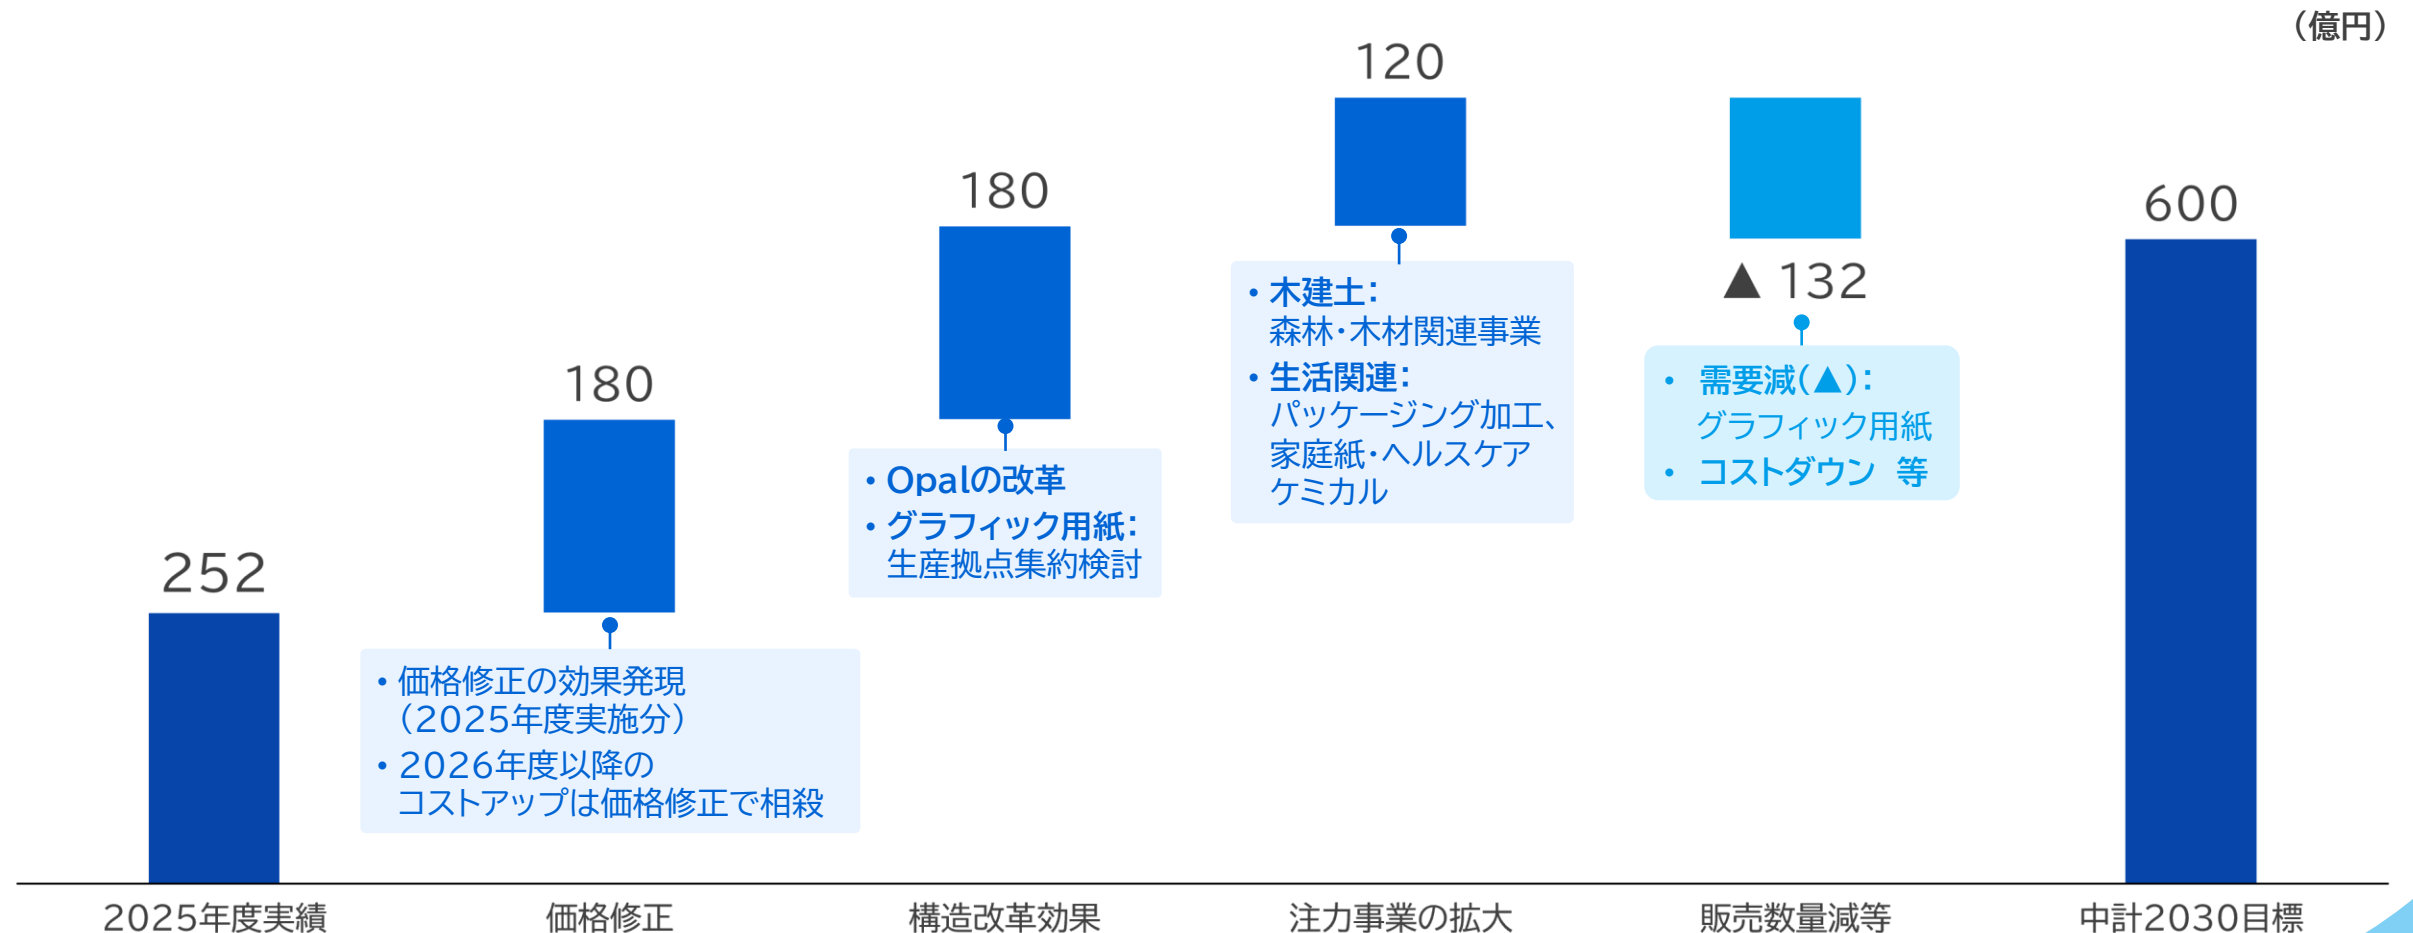 （億円）
252
180
180
120
▲ 132
600
・価格修正の効果発現
（2025年度実施分）
・2026年度以降の
コストアップは価格修正で相殺
・Opalの改革
・グラフィック用紙：
生産拠点集約検討
・木建土：
森林・木材関連事業
・生活関連：
パッケージング加工、
家庭紙・ヘルスケア
ケミカル
・需要減（▲）：
グラフィック用紙
・コストダウン 等
2025年度実績
価格修正
構造改革効果
注力事業の拡大
販売数量減等
中計2030目標